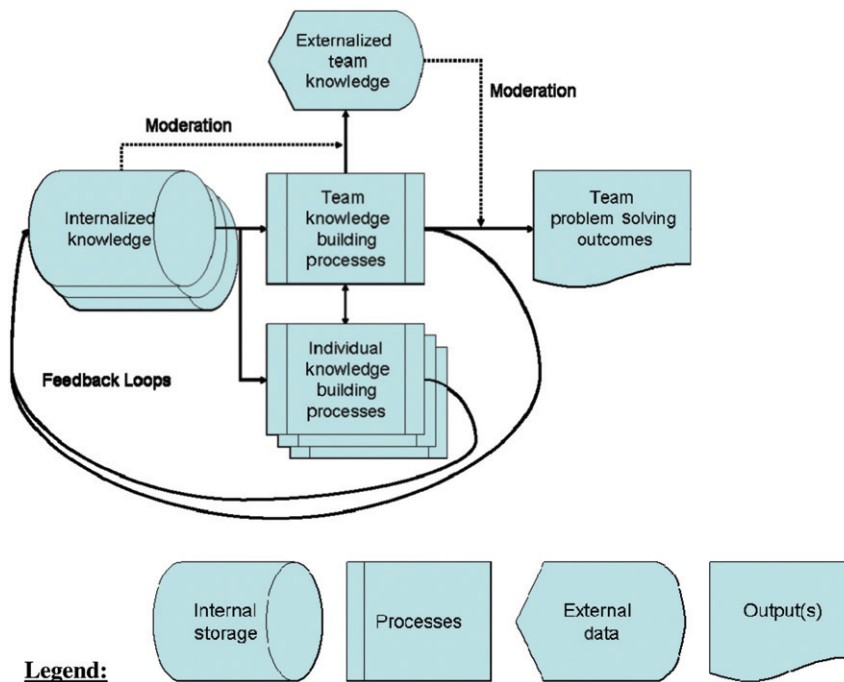 Externalized
team
knowledge
Moderation
Moderation
Internalized
knowledge
Team
knowledge
building
processes
Team
problem solving
outcomes
Individual
knowledge
building
processes
Feedback Loops
Legend:
Internal
storage
Processes
External
data
Output(s)